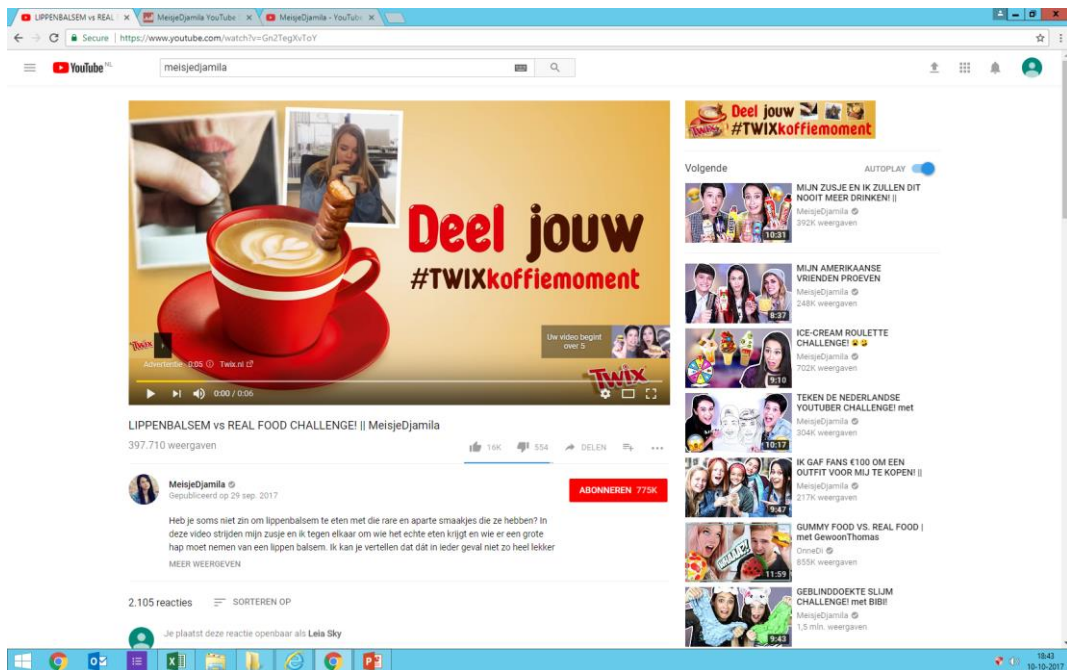 LIPPENBALSEM vs REAL
MeisjeDjamila YouTube
MeisjeDjamila - YouTube
Secure
https://www.youtube.com/watch?v=Gn2TegXvToY
YouTube NL
meisjedjamila
Deel jouw
#TWIXkoffiemoment
Uw video begint
over 5
Twix
Advertentie · 0:05
Twix.nl
TWIX
0:00 / 0:06
LIPPENBALSEM vs REAL FOOD CHALLENGE! || MeisjeDjamila
397.710 weergaven
16K
554
DELEN
MeisjeDjamila
Gepubliceerd op 29 sep. 2017
ABONNEREN 775K
Heb je soms niet zin om lippenbalsem te eten met die rare en aparte smaakjes die ze hebben? In
deze video strijden mijn zusje en ik tegen elkaar om wie het echte eten krijgt en wie er een grote
hap moet nemen van een lippen balsem. Ik kan je vertellen dat dát in ieder geval niet zo heel lekker
MEER WEERGEVEN
2.105 reacties
SORTEREN OP
Je plaatst deze reactie openbaar als Leia Sky
Deel jouw
#TWIXkoffiemoment
Volgende
AUTOPLAY
MIJN ZUSJE EN IK ZULLEN DIT
NOOIT MEER DRINKEN! ||
MeisjeDjamila
392K weergaven
10:31
MIJN AMERIKAANSE
VRIENDEN PROEVEN
MeisjeDjamila
248K weergaven
8:37
ICE-CREAM ROULETTE
CHALLENGE!
MeisjeDjamila
702K weergaven
9:10
TEKEN DE NEDERLANDSE
YOUTUBER CHALLENGE! met
MeisjeDjamila
304K weergaven
10:17
IK GAF FANS €100 OM EEN
OUTFIT VOOR MIJ TE KOPEN! ||
MeisjeDjamila
217K weergaven
9:47
GUMMY FOOD VS. REAL FOOD |
met GewoonThomas
OnneDi
855K weergaven
11:59
GEBLINDDOEKTE SLIJM
CHALLENGE! met BIBI!
MeisjeDjamila
1,5 mln. weergaven
9:43
18:43
10-10-2017